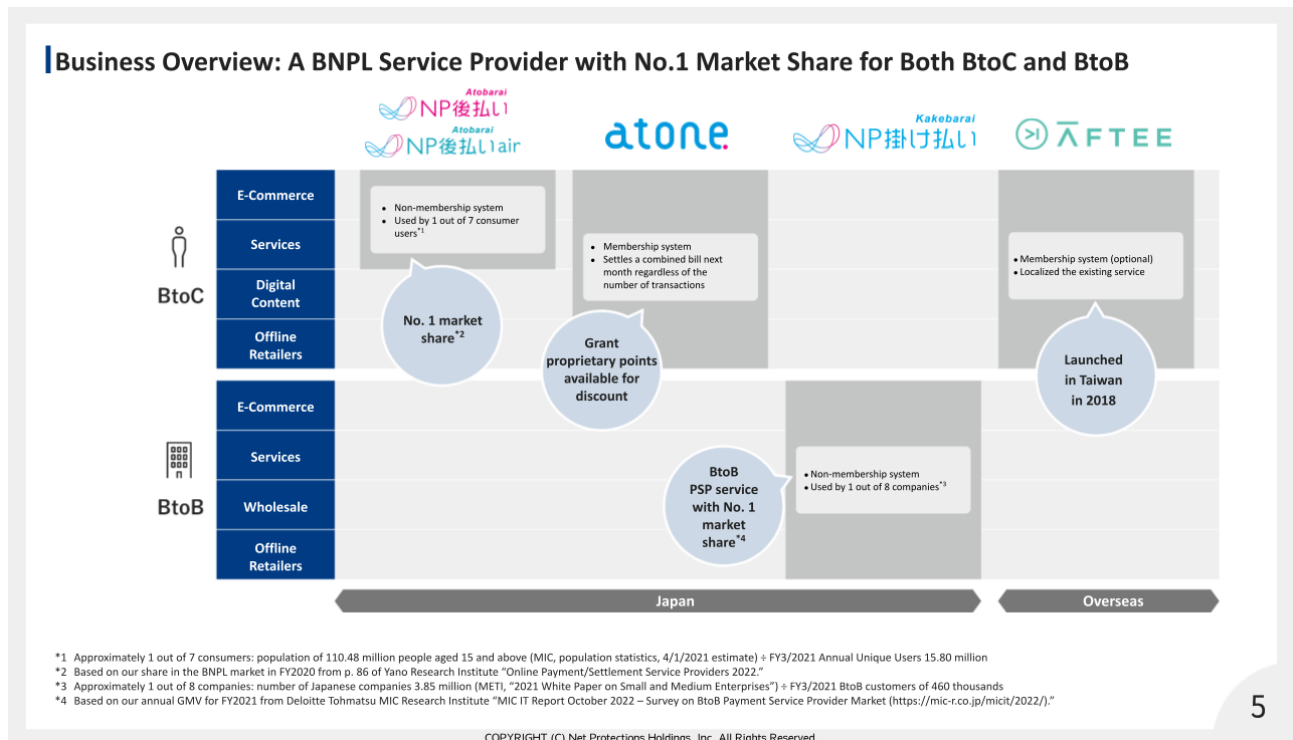 Business Overview: A BNPL Service Provider with No.1 Market Share for Both BtoC and BtoB
Atobarai
NP後払い
Atobarai
NP後払いair
atone
Kakebarai
NP掛け払い
AFTEE
BtoC
E-Commerce
Services
Digital
Content
Offline
Retailers
• Non-membership system
• Used by 1 out of 7 consumer
users*1
No. 1 market
share*2
• Membership system
• Settles a combined bill next
month regardless of the
number of transactions
Grant
proprietary points
available for
discount
• Membership system (optional)
• Localized the existing service
Launched
in Taiwan
in 2018
BtoB
E-Commerce
Services
Wholesale
Offline
Retailers
BtoB
PSP service
with No. 1
market
share*4
• Non-membership system
• Used by 1 out of 8 companies*3
Japan
Overseas
*1 Approximately 1 out of 7 consumers: population of 110.48 million people aged 15 and above (MIC, population statistics, 4/1/2021 estimate) ÷ FY3/2021 Annual Unique Users 15.80 million
*2 Based on our share in the BNPL market in FY2020 from p. 86 of Yano Research Institute “Online Payment/Settlement Service Providers 2022.”
*3 Approximately 1 out of 8 companies: number of Japanese companies 3.85 million (METI, “2021 White Paper on Small and Medium Enterprises”) ÷ FY3/2021 BtoB customers of 460 thousands
*4 Based on our annual GMV for FY2021 from Deloitte Tohmatsu MIC Research Institute “MIC IT Report October 2022 – Survey on BtoB Payment Service Provider Market (https://mic-r.co.jp/micit/2022/).”
5
COPYRIGHT (C) Net Protections Holdings, Inc. All Rights Reserved